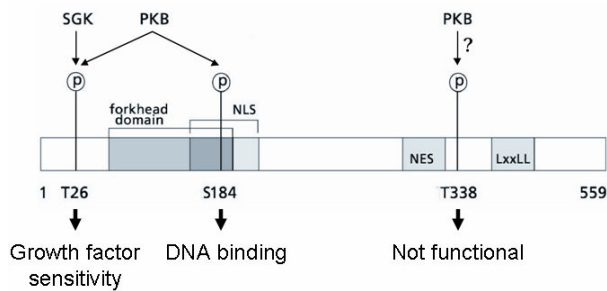 SGK PKB PKB
?
p p p
forkhead
domain
NLS
NES LxxLL
1 T26 S184 T338 559
Growth factor
sensitivity
DNA binding
Not functional